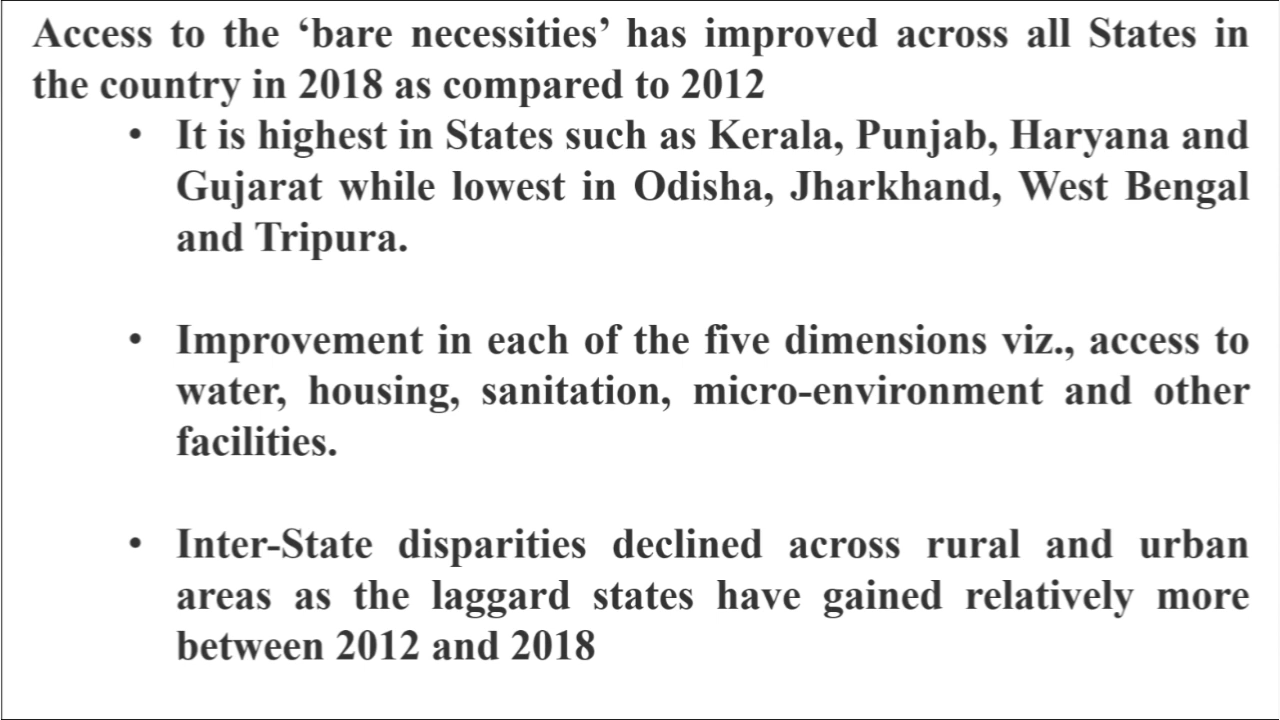 Access to the ‘bare necessities’ has improved across all States in
the country in 2018 as compared to 2012
• It is highest in States such as Kerala, Punjab, Haryana and
Gujarat while lowest in Odisha, Jharkhand, West Bengal
and Tripura.
• Improvement in each of the five dimensions viz., access to
water, housing, sanitation, micro-environment and other
facilities.
• Inter-State disparities declined across rural and urban
areas as the laggard states have gained relatively more
between 2012 and 2018